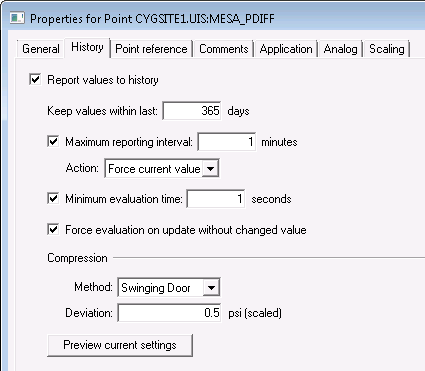 Properties for Point CYGSITE1.UIS:MESA_PDIFF
General History Point reference Comments Application Analog Scaling
Report values to history
Keep values within last: 365 days
Maximum reporting interval: 1 minutes
Action: Force current value
Minimum evaluation time: 1 seconds
Force evaluation on update without changed value
Compression
Method: Swinging Door
Deviation: 0.5 psi (scaled)
Preview current settings